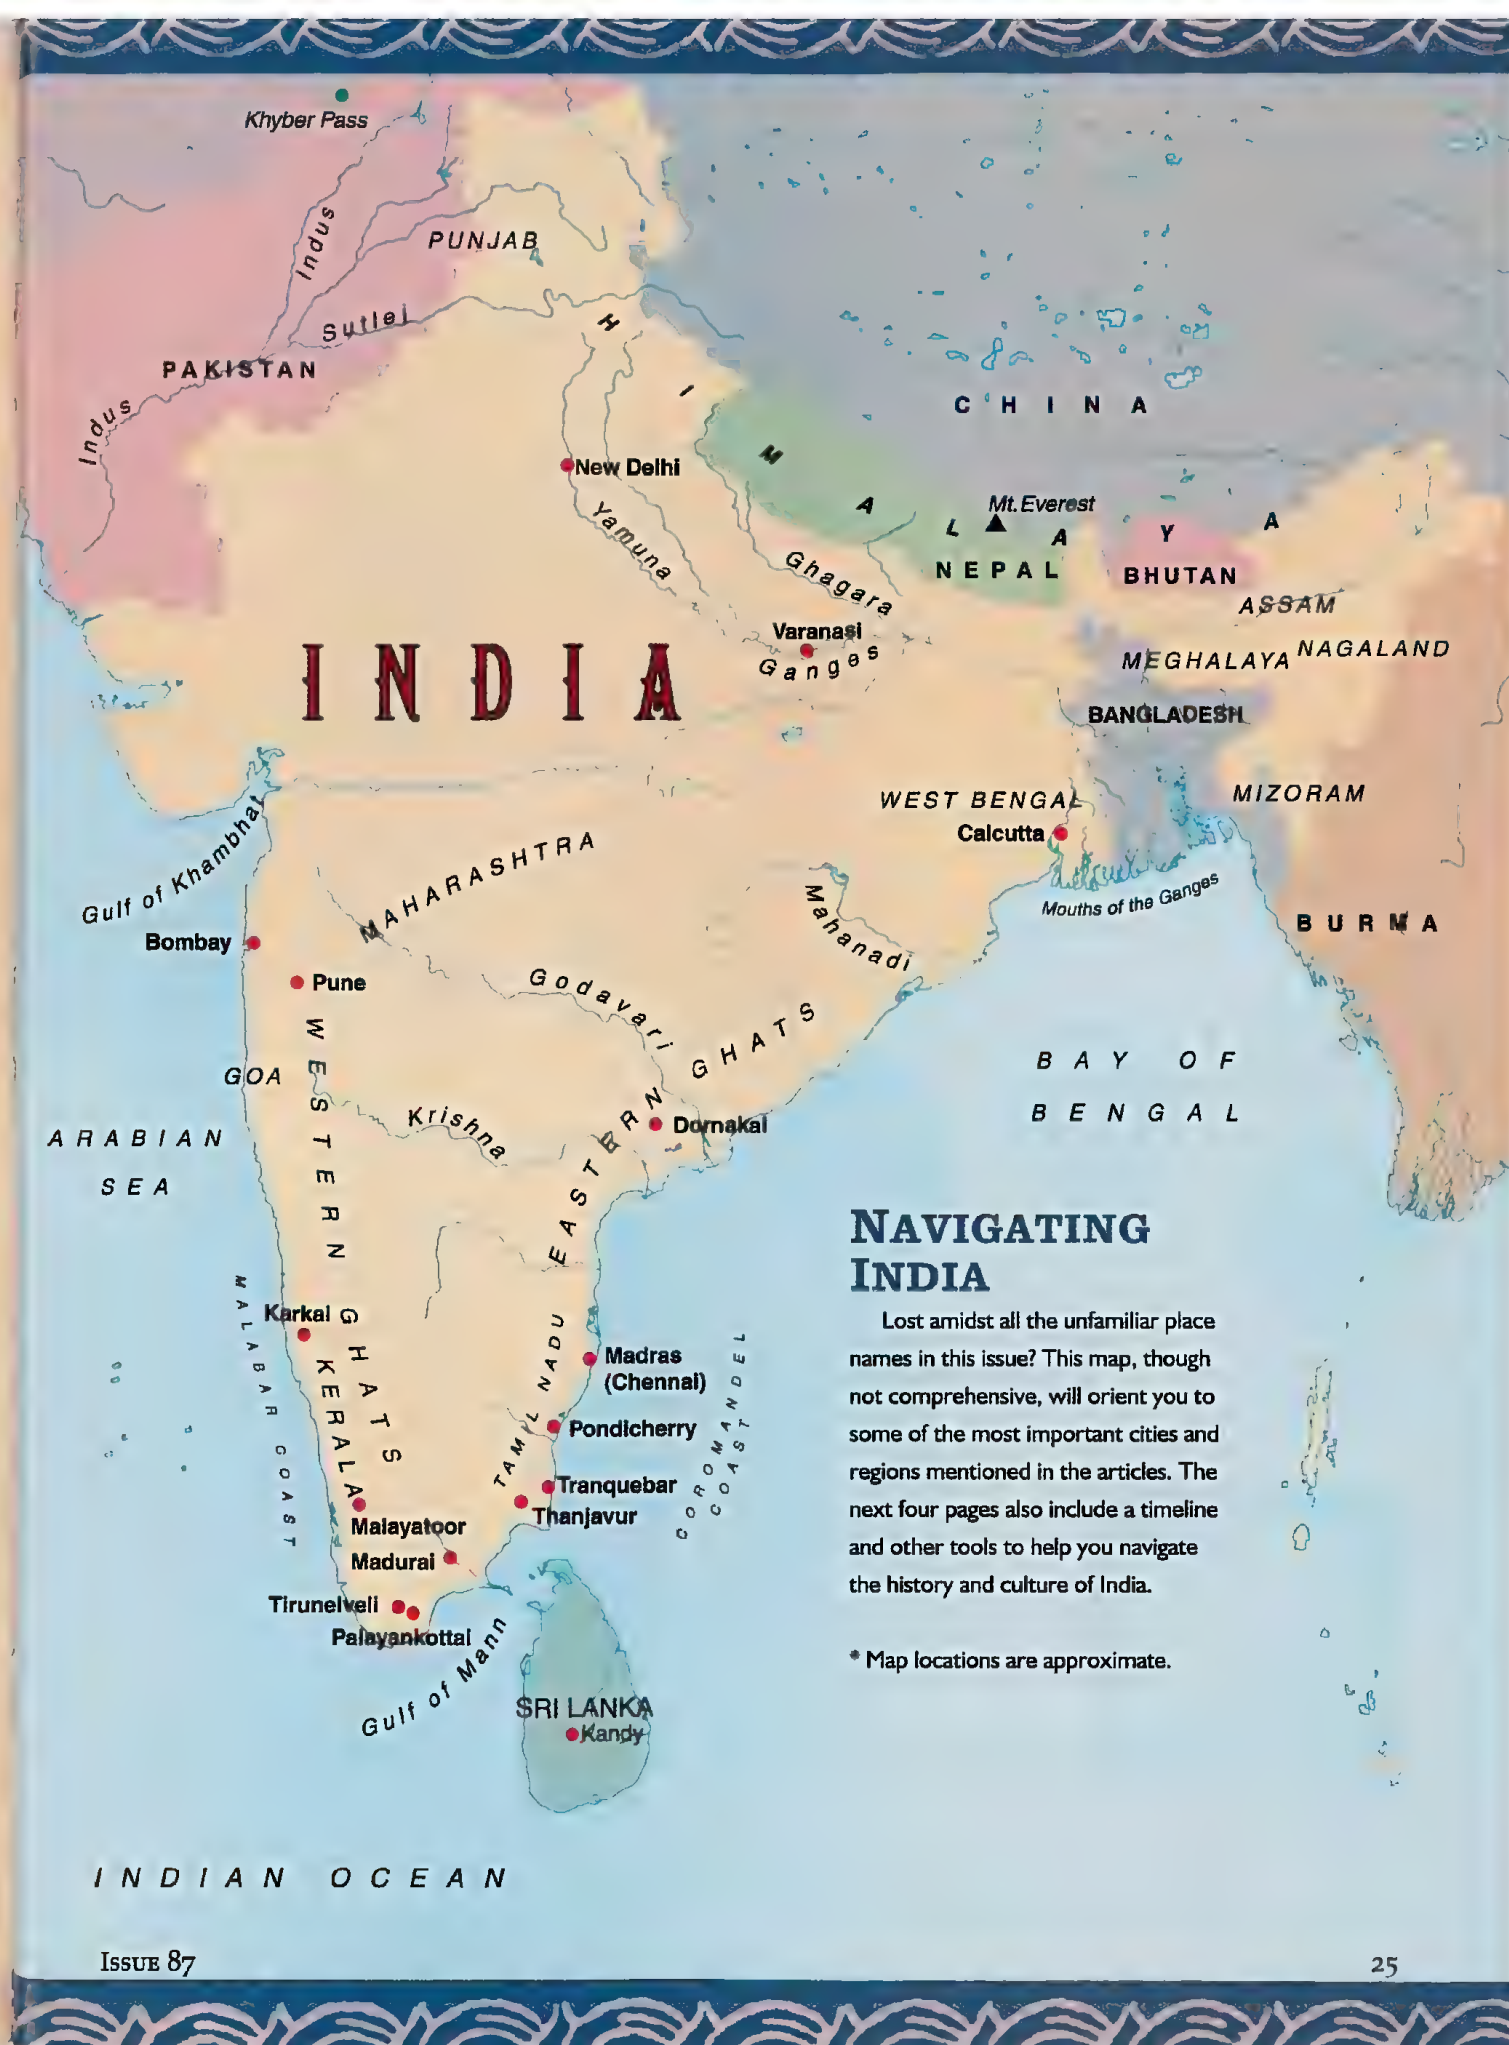 Khyber Pass
Indus
PUNJAB
Sutlej
PAKISTAN
Indus
HIMALAYA
CHINA
New Delhi
Mt. Everest
Yamuna
Ghagara
NEPAL
BHUTAN
ASSAM
Varanasi
Ganges
MEGHALAYA
NAGALAND
INDIA
BANGLADESH
WEST BENGAL
MIZORAM
Calcutta
Gulf of Khambhat
MAHARASHTRA
Mahanadi
Mouths of the Ganges
BURMA
Bombay
Pune
Godavari
WESTERN GHATS
EASTERN GHATS
GOA
Krishna
Dornakal
BAY OF
BENGAL
ARABIAN
SEA
MALABAR COAST
Karkal
KERALA
TAMIL NADU
Madras
(Chennai)
COROMANDEL
COAST
Pondicherry
Tranquebar
Thanjavur
Malayatoor
Madurai
Tirunelveli
Palayankottai
Gulf of Mann
SRI LANKA
Kandy
INDIAN OCEAN
NAVIGATING
INDIA
Lost amidst all the unfamiliar place
names in this issue? This map, though
not comprehensive, will orient you to
some of the most important cities and
regions mentioned in the articles. The
next four pages also include a timeline
and other tools to help you navigate
the history and culture of India.
* Map locations are approximate.
ISSUE 87
25